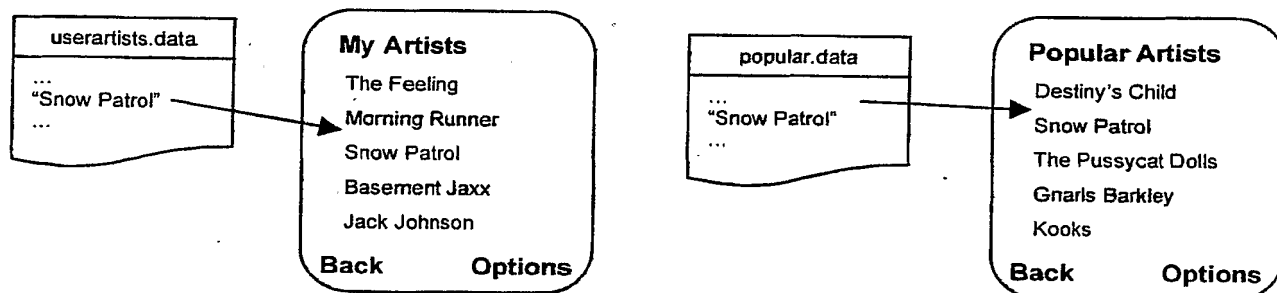 userartists.data
...
"Snow Patrol"
...
My Artists
The Feeling
Morning Runner
Snow Patrol
Basement Jaxx
Jack Johnson
Back Options
popular.data
...
"Snow Patrol"
...
Popular Artists
Destiny's Child
Snow Patrol
The Pussycat Dolls
Gnarls Barkley
Kooks
Back Options